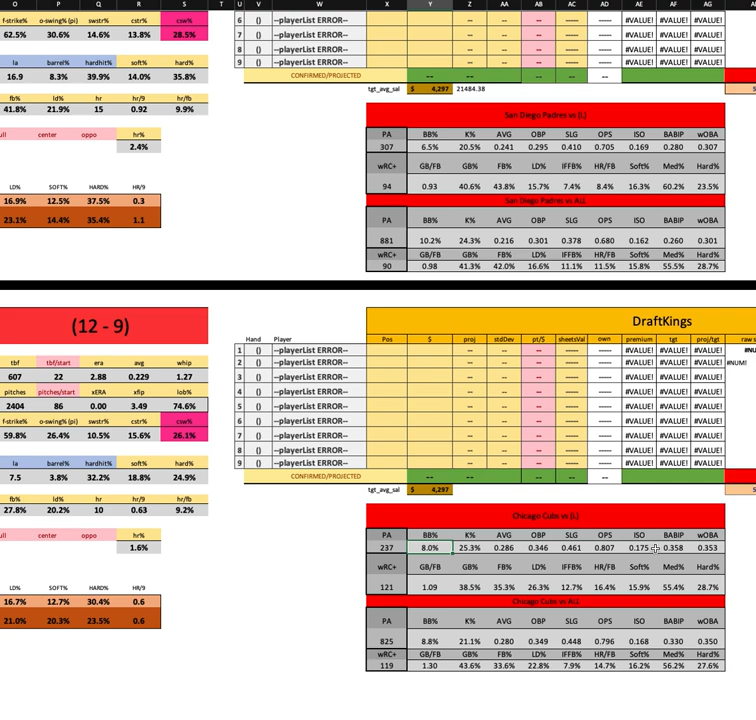 O P Q R S T U V W X Y Z AA AB AC AD AE AF AG
f-strike% o-swing% (pi) swstr% cstr% csw% 6 () --playerList ERROR-- -- -- -- ----- ----- #VALUE! #VALUE! #VALUE!
62.5% 30.6% 14.6% 13.8% 28.5% 7 () --playerList ERROR-- -- -- -- ----- ----- #VALUE! #VALUE! #VALUE!
8 () --playerList ERROR-- -- -- -- ----- ----- #VALUE! #VALUE! #VALUE!
la barrel% hardhit% soft% hard% 9 () --playerList ERROR-- -- -- -- ----- ----- #VALUE! #VALUE! #VALUE!
16.9 8.3% 39.9% 14.0% 35.8% CONFIRMED/PROJECTED -- -- -- -- --
tgt_avg_sal $ 4,297 21484.38
fb% ld% hr hr/9 hr/fb
41.8% 21.9% 15 0.92 9.9%
San Diego Padres vs (L)
ull center oppo hr% PA BB% K% AVG OBP SLG OPS ISO BABIP wOBA
2.4% 307 6.5% 20.5% 0.241 0.295 0.410 0.705 0.169 0.280 0.307
wRC+ GB/FB GB% FB% LD% IFFB% HR/FB Soft% Med% Hard%
LD% SOFT% HARD% HR/9 94 0.93 40.6% 43.8% 15.7% 7.4% 8.4% 16.3% 60.2% 23.5%
16.9% 12.5% 37.5% 0.3 San Diego Padres vs ALL
23.1% 14.4% 35.4% 1.1 PA BB% K% AVG OBP SLG OPS ISO BABIP wOBA
881 10.2% 24.3% 0.216 0.301 0.378 0.680 0.162 0.260 0.301
wRC+ GB/FB GB% FB% LD% IFFB% HR/FB Soft% Med% Hard%
90 0.98 41.3% 42.0% 16.6% 11.1% 11.5% 15.8% 55.5% 28.7%
(12 - 9) DraftKings
Hand Player Pos $ proj stdDev pt/$ sheetsVal own premium tgt proj/tgt raw s
1 () --playerList ERROR-- -- -- -- ----- ----- #VALUE! #VALUE! #VALUE! #NU
tbf tbf/start era avg whip 2 () --playerList ERROR-- -- -- -- ----- ----- #VALUE! #VALUE! #VALUE! #NUM!
607 22 2.88 0.229 1.27 3 () --playerList ERROR-- -- -- -- ----- ----- #VALUE! #VALUE! #VALUE!
pitches pitches/start xERA xfip lob% 4 () --playerList ERROR-- -- -- -- ----- ----- #VALUE! #VALUE! #VALUE!
2404 86 0.00 3.49 74.6% 5 () --playerList ERROR-- -- -- -- ----- ----- #VALUE! #VALUE! #VALUE!
f-strike% o-swing% (pi) swstr% cstr% csw% 6 () --playerList ERROR-- -- -- -- ----- ----- #VALUE! #VALUE! #VALUE!
59.8% 26.4% 10.5% 15.6% 26.1% 7 () --playerList ERROR-- -- -- -- ----- ----- #VALUE! #VALUE! #VALUE!
8 () --playerList ERROR-- -- -- -- ----- ----- #VALUE! #VALUE! #VALUE!
la barrel% hardhit% soft% hard% 9 () --playerList ERROR-- -- -- -- ----- ----- #VALUE! #VALUE! #VALUE!
7.5 3.8% 32.2% 18.8% 24.9% CONFIRMED/PROJECTED -- -- -- -- --
tgt_avg_sal $ 4,297
fb% ld% hr hr/9 hr/fb
27.8% 20.2% 10 0.63 9.2%
Chicago Cubs vs (L)
ull center oppo hr% PA BB% K% AVG OBP SLG OPS ISO BABIP wOBA
1.6% 237 8.0% 25.3% 0.286 0.346 0.461 0.807 0.175 0.358 0.353
wRC+ GB/FB GB% FB% LD% IFFB% HR/FB Soft% Med% Hard%
LD% SOFT% HARD% HR/9 121 1.09 38.5% 35.3% 26.3% 12.7% 16.4% 15.9% 55.4% 28.7%
16.7% 12.7% 30.4% 0.6 Chicago Cubs vs ALL
21.0% 20.3% 23.5% 0.6 PA BB% K% AVG OBP SLG OPS ISO BABIP wOBA
825 8.8% 21.1% 0.280 0.349 0.448 0.796 0.168 0.330 0.350
wRC+ GB/FB GB% FB% LD% IFFB% HR/FB Soft% Med% Hard%
119 1.30 43.6% 33.6% 22.8% 7.9% 14.7% 16.2% 56.2% 27.6%